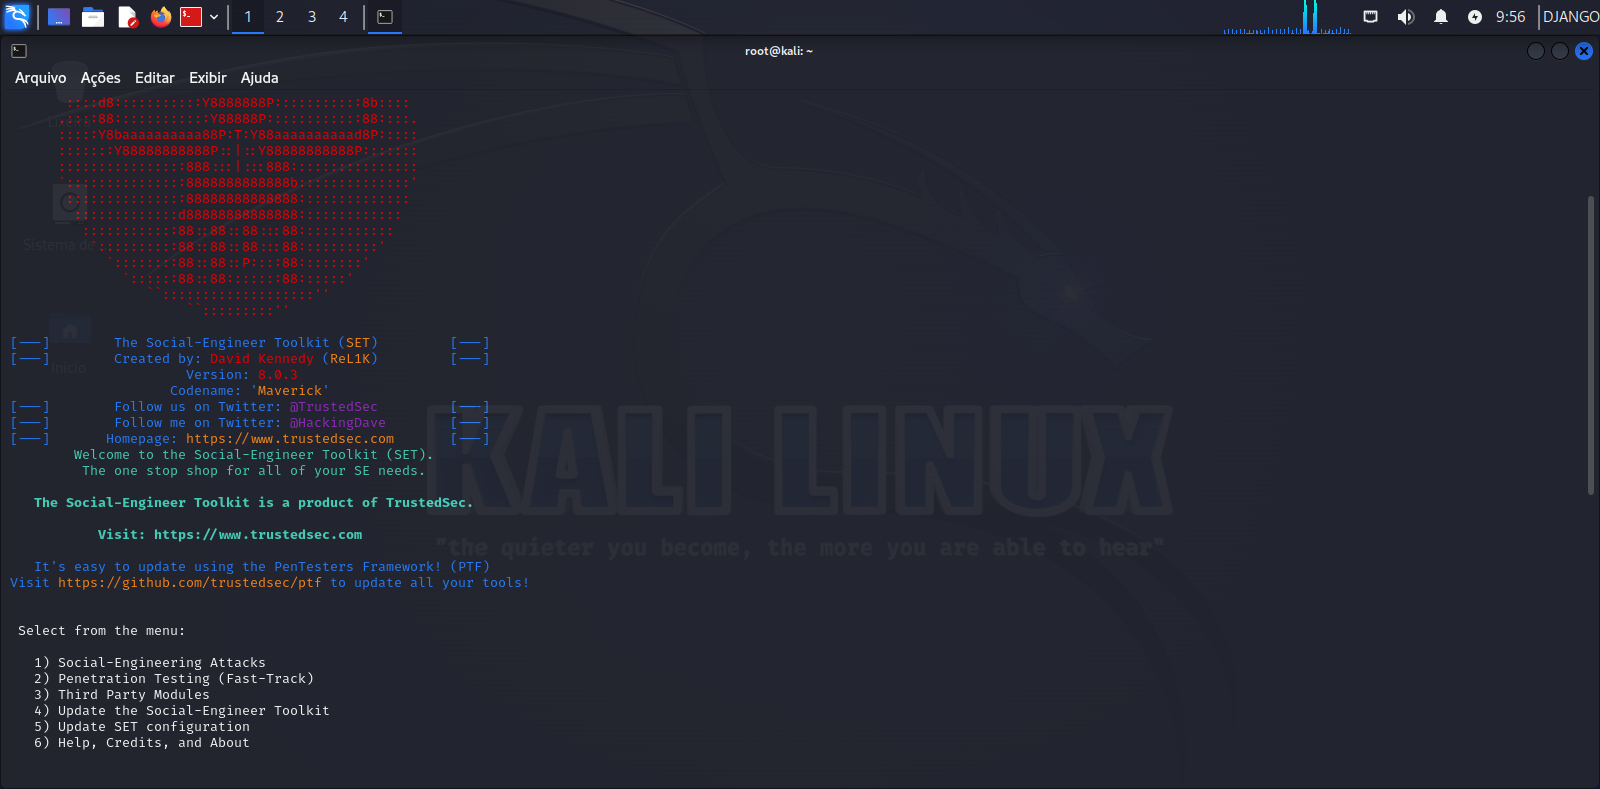 1 2 3 4 9:56 DJANGO
root@kali: ~
Arquivo Ações Editar Exibir Ajuda
::::d8::::::::::::Y8888888P:::::::::::8b::::
:::::88:::::::::::Y88888P:::::::::::88::::.
:::::Y8baaaaaaaaaa88P:T:Y88aaaaaaaaaad8P:::::
:::::::Y88888888888P::|::Y88888888888P:::::::
::::::::::::::::888:::|:::888::::::::::::::::
`:::::::::::::::8888888888888b::::::::::::::'
:::::::::::::::88888888888888::::::::::::::
:::::::::::::d88888888888888:::::::::::::
::::::::::::88::88::88:::88::::::::::::
`::::::::::88::88::88:::88::::::::::'
`::::::::88::88::P::::88::::::::'
`::::::88::88::::::88::::::'
``:::::::::::::::::::''
``:::::::::''
Sistema de
Início
[---] The Social-Engineer Toolkit (SET) [---]
[---] Created by: David Kennedy (ReL1K) [---]
Version: 8.0.3
Codename: 'Maverick'
[---] Follow us on Twitter: @TrustedSec [---]
[---] Follow me on Twitter: @HackingDave [---]
[---] Homepage: https://www.trustedsec.com [---]
Welcome to the Social-Engineer Toolkit (SET).
The one stop shop for all of your SE needs.
The Social-Engineer Toolkit is a product of TrustedSec.
Visit: https://www.trustedsec.com
It's easy to update using the PenTesters Framework! (PTF)
Visit https://github.com/trustedsec/ptf to update all your tools!
KALI LINUX
"the quieter you become, the more you are able to hear"
Select from the menu:
1) Social-Engineering Attacks
2) Penetration Testing (Fast-Track)
3) Third Party Modules
4) Update the Social-Engineer Toolkit
5) Update SET configuration
6) Help, Credits, and About